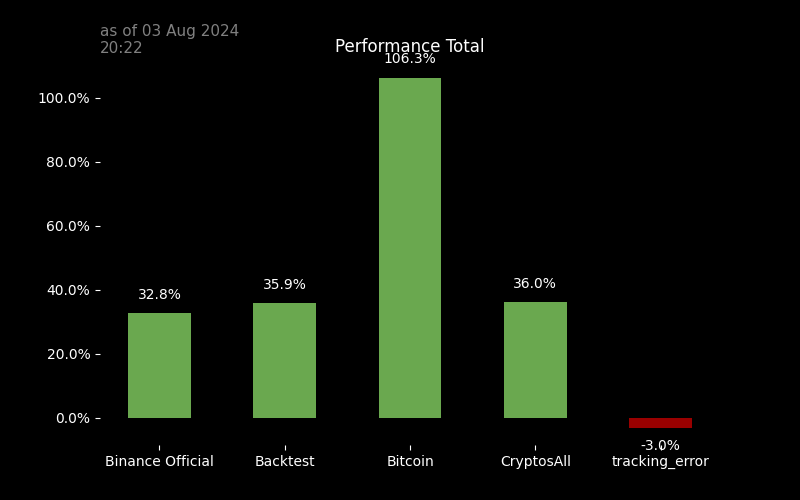 as of 03 Aug 2024
20:22
Performance Total
106.3%
100.0%
80.0%
60.0%
40.0%
20.0%
0.0%
32.8%
35.9%
36.0%
-3.0%
Binance Official
Backtest
Bitcoin
CryptosAll
tracking_error